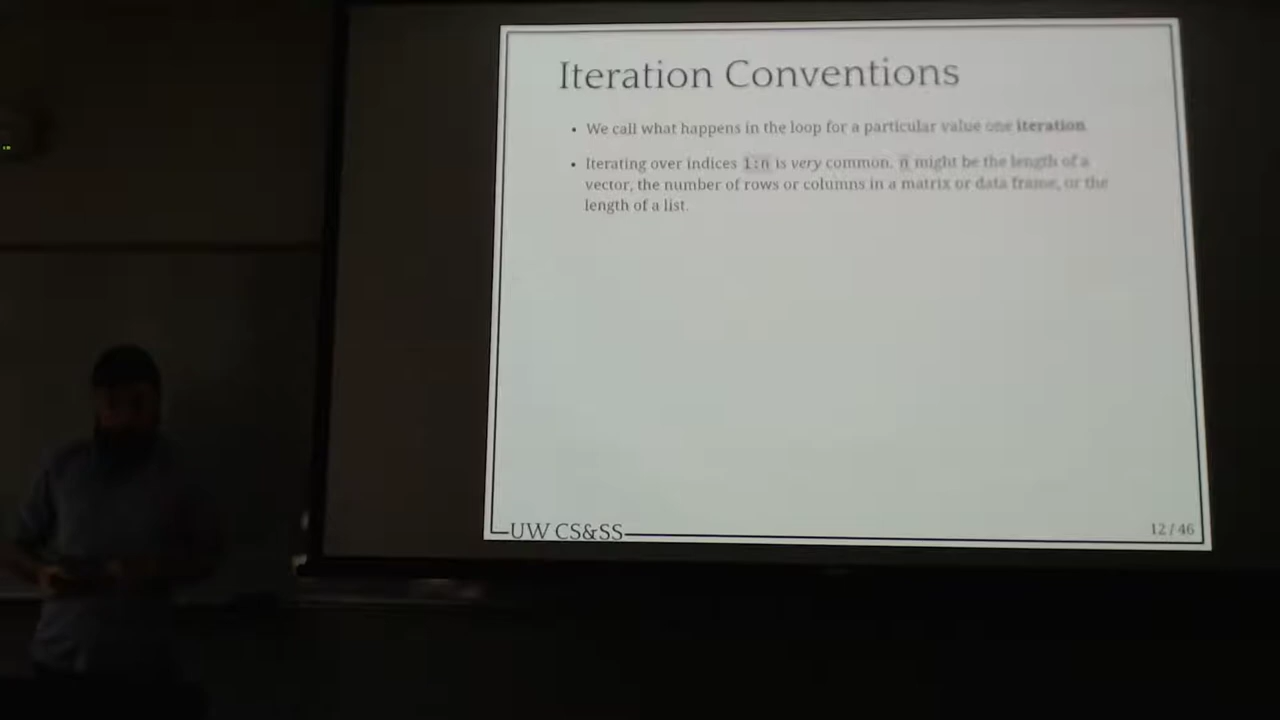 Iteration Conventions
• We call what happens in the loop for a particular value one iteration.
• Iterating over indices 1:n is very common. n might be the length of a
vector, the number of rows or columns in a matrix or data frame, or the
length of a list.
UW CS&SS
12 / 46